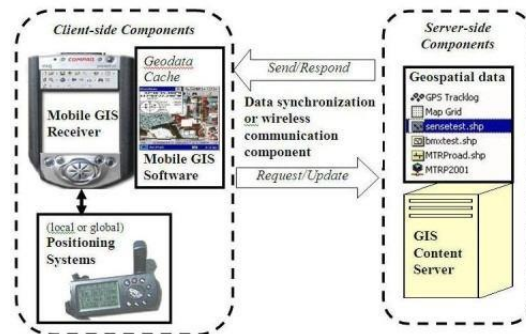 Client-side Components
COMPAQ
Mobile GIS
Receiver
Geodata
Cache
Mobile GIS
Software
(local or global)
Positioning
Systems
Send/Respond
Data synchronization
or wireless
communication
component
Request/Update
Server-side
Components
Geospatial data
GPS Tracklog
Map Grid
sensetest.shp
bmxtest.shp
MTRProad.shp
MTRP2001
GIS
Content
Server